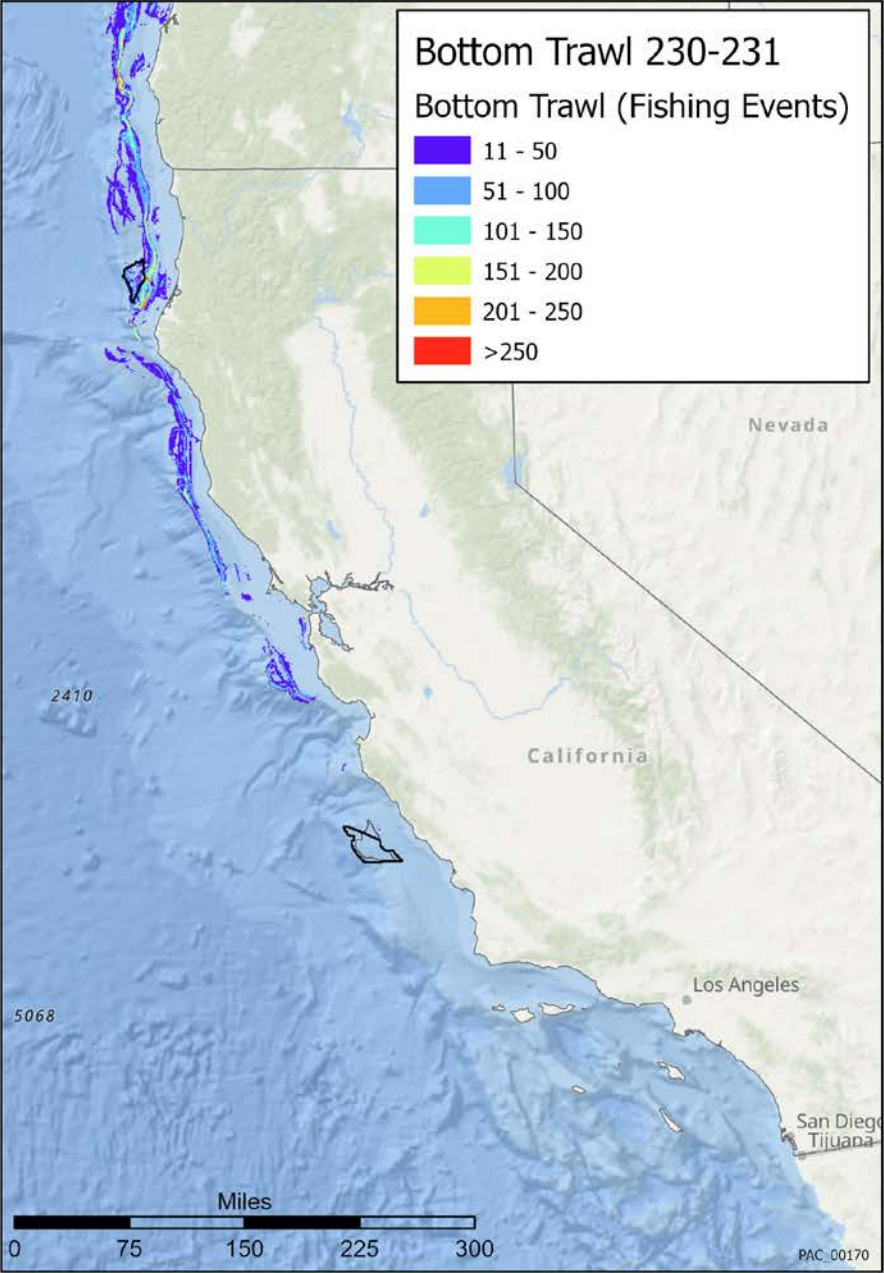 Bottom Trawl 230-231
Bottom Trawl (Fishing Events)
11 - 50
51 - 100
101 - 150
151 - 200
201 - 250
>250
Nevada
2410
California
Los Angeles
5068
San Diego
Tijuana
Miles
0 75 150 225 300
PAC_00170